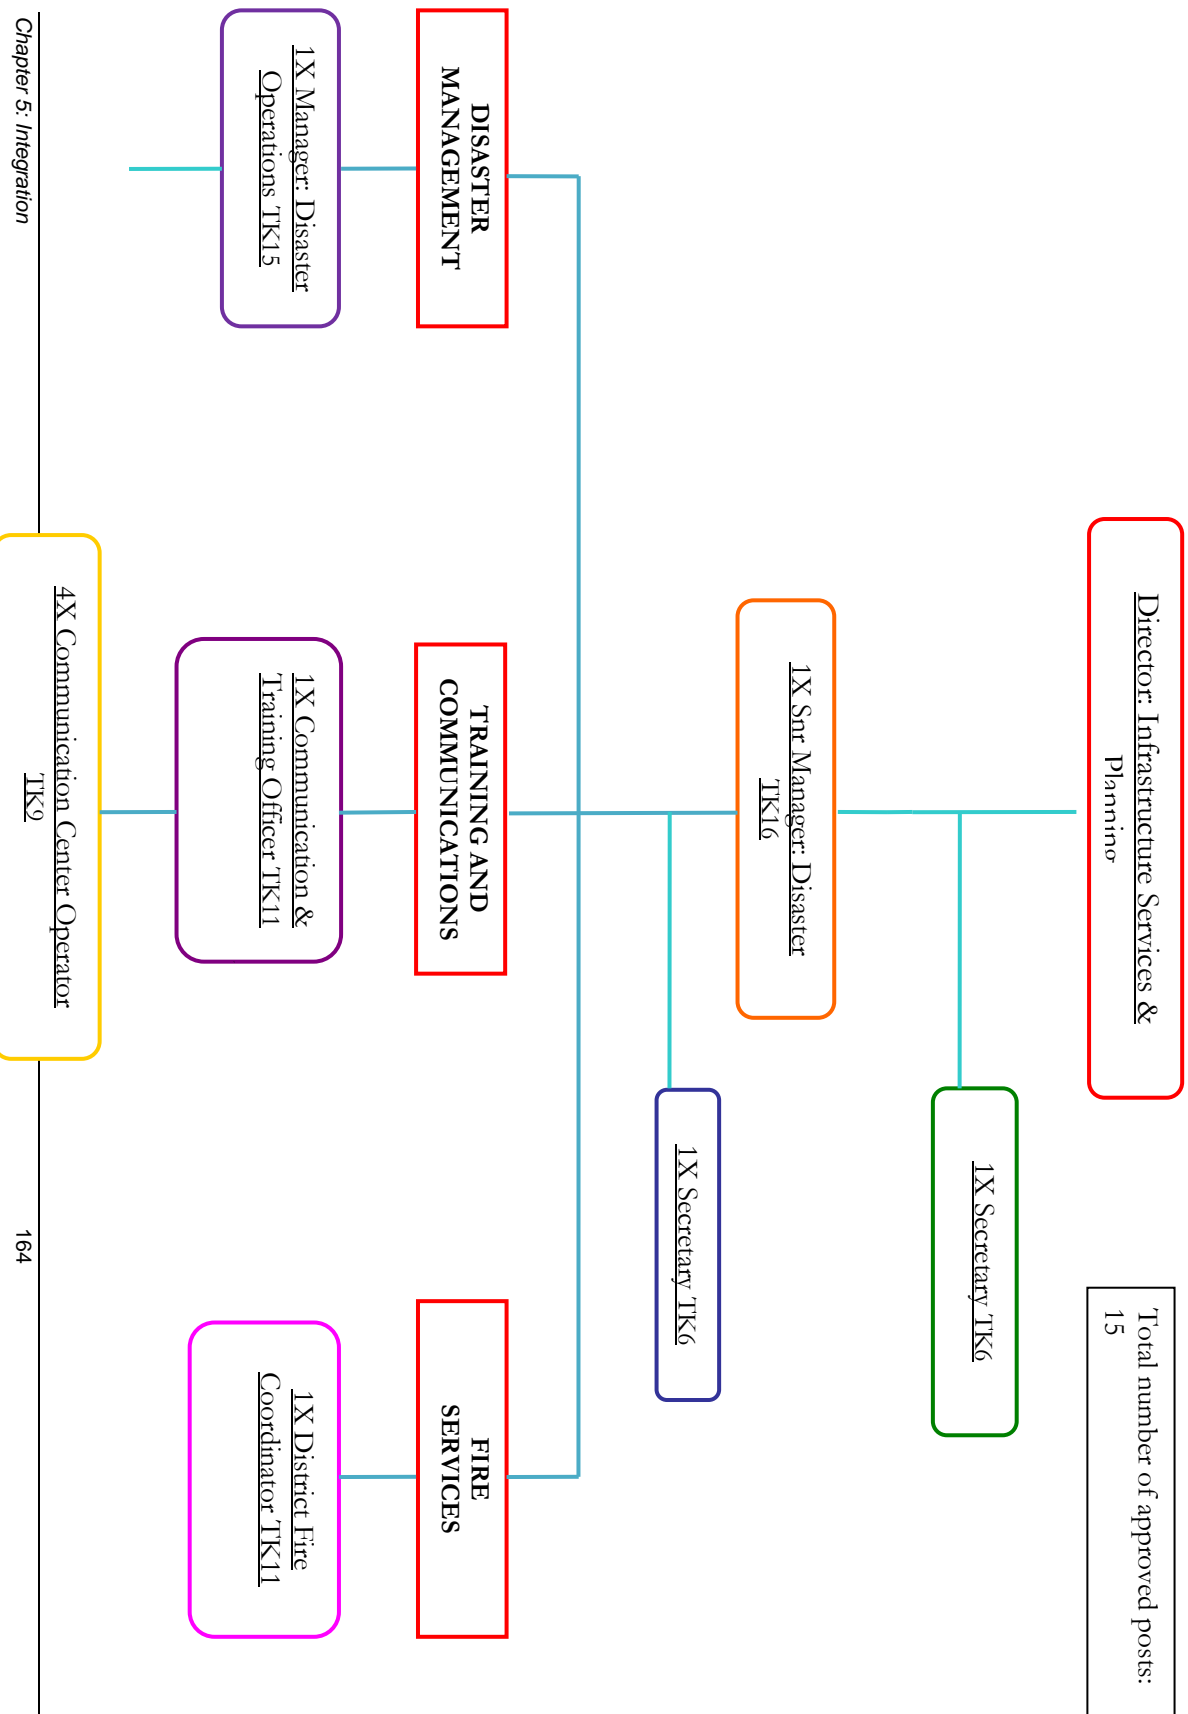 Director: Infrastructure Services &
Planning
Total number of approved posts:
15
1X Secretary TK6
1X Snr Manager: Disaster
TK16
1X Secretary TK6
DISASTER
MANAGEMENT
TRAINING AND
COMMUNICATIONS
FIRE
SERVICES
1X Manager: Disaster
Operations TK15
1X Communication &
Training Officer TK11
1X District Fire
Coordinator TK11
4X Communication Center Operator
TK9
Chapter 5: Integration
164